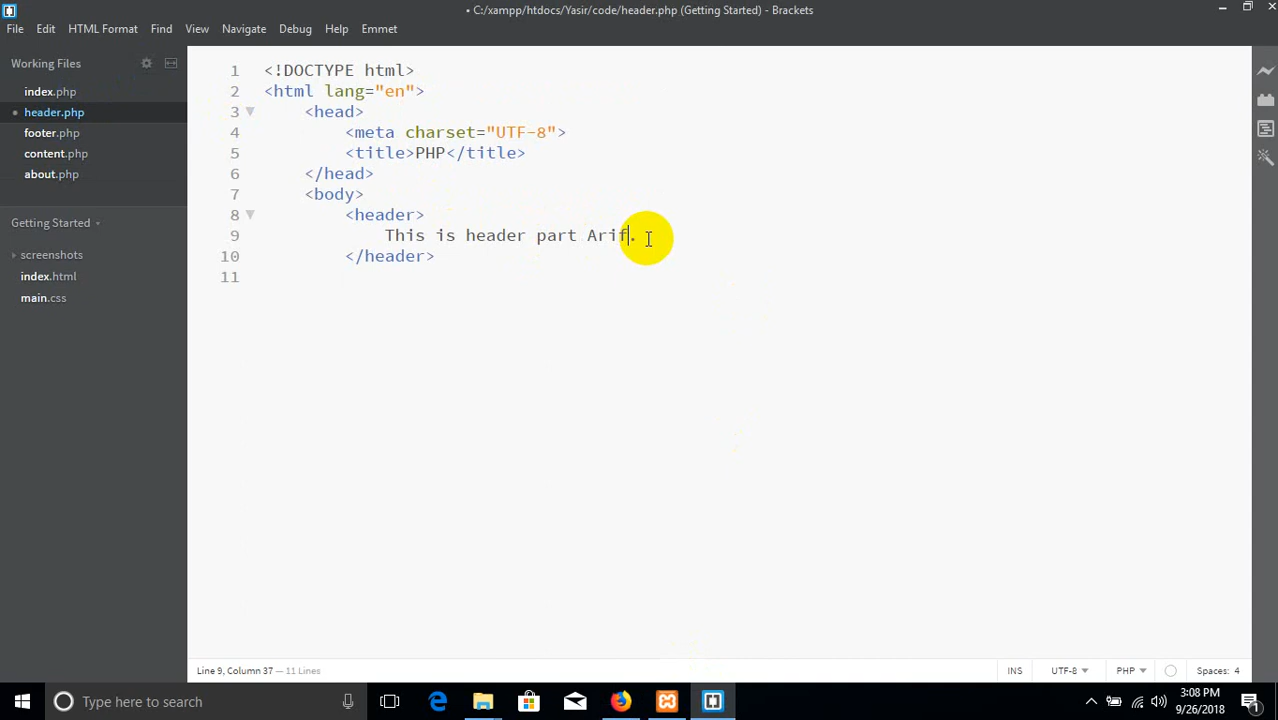 • C:/xampp/htdocs/Yasir/code/header.php (Getting Started) - Brackets
File Edit View Navigate Debug Help Emmet
Find
Working Files
index.php
header.php
footer.php
content.php
about.php
Getting Started
screenshots
index.html
main.css
1 <!DOCTYPE html>
2 <html lang="en">
3 <head>
4 <meta charset="UTF-8">
5 <title>PHP</title>
6 </head>
7 <body>
8 <header>
9 This is header part Arif.
10 </header>
11
Line 9, Column 37 — 11 Lines
INS UTF-8 PHP Spaces: 4
Type here to search
3:08 PM
9/26/2018
1